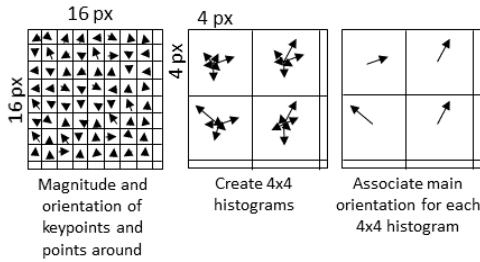 16 px
4 px
16 px
4 px
Magnitude and
orientation of
keypoints and
points around
Create 4x4
histograms
Associate main
orientation for each
4x4 histogram